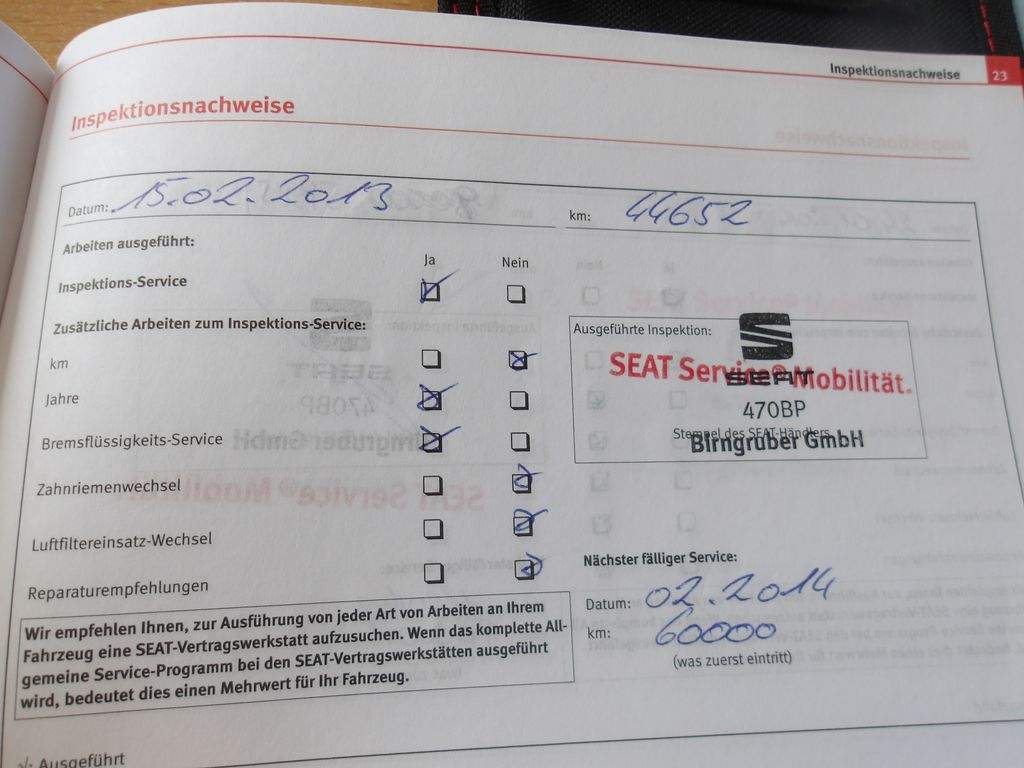 Inspektionsnachweise 23
Inspektionsnachweise
Datum: 15.02.2013 km: 44652
Arbeiten ausgeführt:
Ja Nein
Inspektions-Service
Zusätzliche Arbeiten zum Inspektions-Service:
km
Jahre
Bremsflüssigkeits-Service
Zahnriemenwechsel
Luftfiltereinsatz-Wechsel
Reparaturempfehlungen
Ausgeführte Inspektion:
SEAT Service® Mobilität.
SEAT
470BP
Stempel des SEAT-Händlers
Birngruber GmbH
Nächster fälliger Service:
Datum: 02.2014
km: 60000
(was zuerst eintritt)
Wir empfehlen Ihnen, zur Ausführung von jeder Art von Arbeiten an Ihrem
Fahrzeug eine SEAT-Vertragswerkstatt aufzusuchen. Wenn das komplette All-
gemeine Service-Programm bei den SEAT-Vertragswerkstätten ausgeführt
wird, bedeutet dies einen Mehrwert für Ihr Fahrzeug.
Ausgeführt